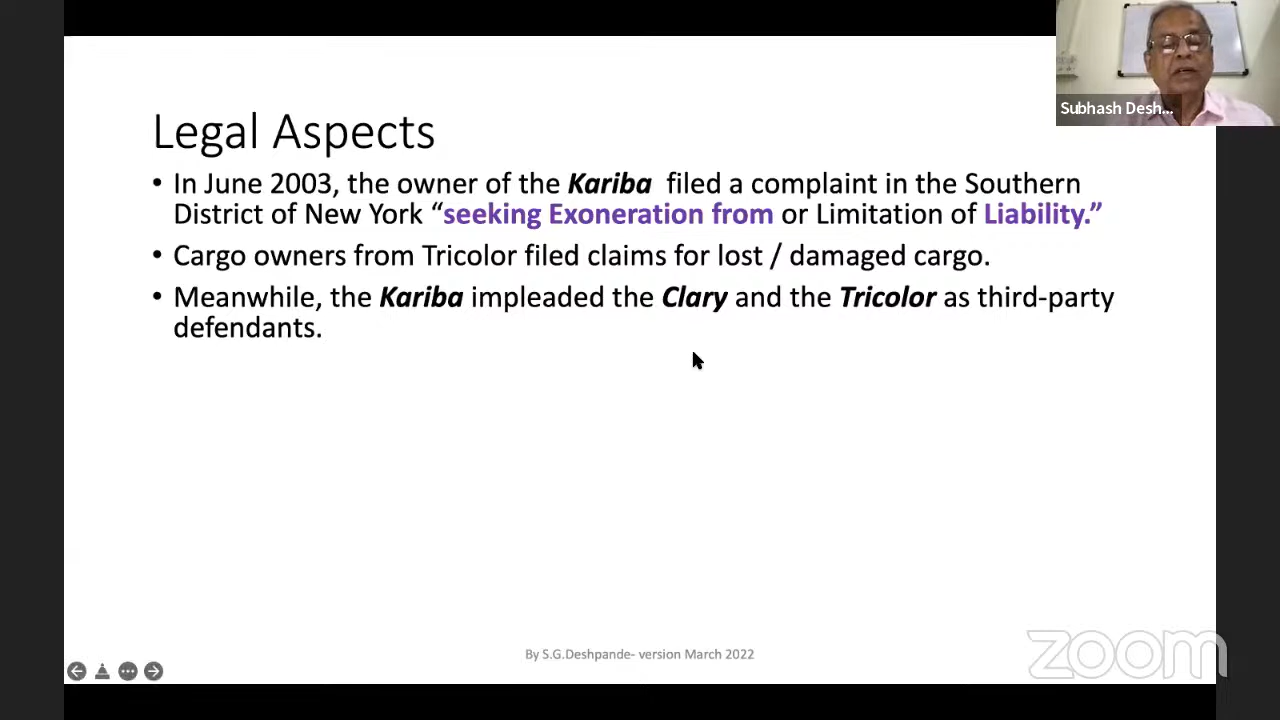 Subhash Desh...
Legal Aspects
• In June 2003, the owner of the Kariba filed a complaint in the Southern
District of New York “seeking Exoneration from or Limitation of Liability.”
• Cargo owners from Tricolor filed claims for lost / damaged cargo.
• Meanwhile, the Kariba impleaded the Clary and the Tricolor as third-party
defendants.
By S.G.Deshpande- version March 2022
zoom